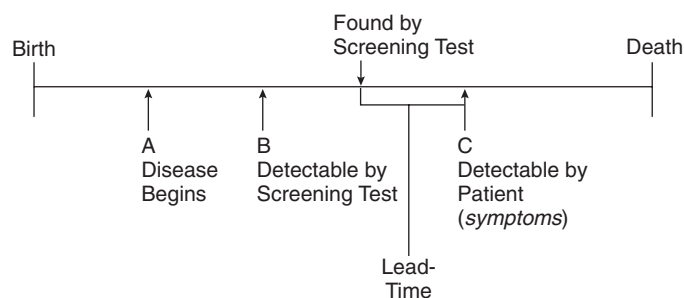 Found by
Screening Test
Birth
Death
A
Disease
Begins
B
Detectable by
Screening Test
C
Detectable by
Patient
(symptoms)
Lead-
Time